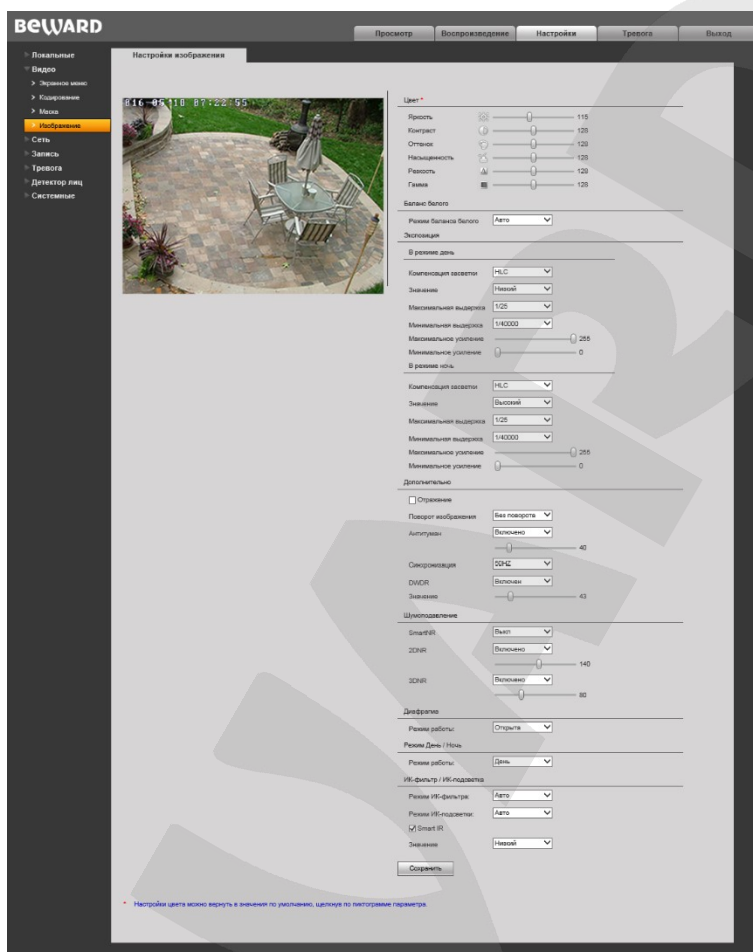 BEWARD
Просмотр Воспроизведение Настройки Тревога Выход
Локальные
Видео
Экранное меню
Кодирование
Маска
Изображение
Сеть
Запись
Тревога
Детектор лиц
Системные
Настройки изображения
016-05-18 07:22:55
Цвет *
Яркость 115
Контраст 128
Оттенок 128
Насыщенность 128
Резкость 128
Гамма 128
Баланс белого
Режим баланса белого Авто
Экспозиция
В режиме день
Компенсация засветки HLC
Значение Низкий
Максимальная выдержка 1/25
Минимальная выдержка 1/40000
Максимальное усиление 255
Минимальное усиление 0
В режиме ночь
Компенсация засветки HLC
Значение Высокий
Максимальная выдержка 1/25
Минимальная выдержка 1/40000
Максимальное усиление 255
Минимальное усиление 0
Дополнительно
Отражение
Поворот изображения Без поворота
Антитуман Включено
40
Синхронизация 50HZ
DWDR Включен
Значение 43
Шумоподавление
SmartNR Выкл
2DNR Включено
140
3DNR Включено
80
Диафрагма
Режим работы: Открыта
Режим День / Ночь
Режим работы: День
ИК-фильтр / ИК-подсветка
Режим ИК-фильтра: Авто
Режим ИК-подсветки: Авто
Smart IR
Значение Низкий
Сохранить
* Настройки цвета можно вернуть в значения по умолчанию, щелкнув по пиктограмме параметра.